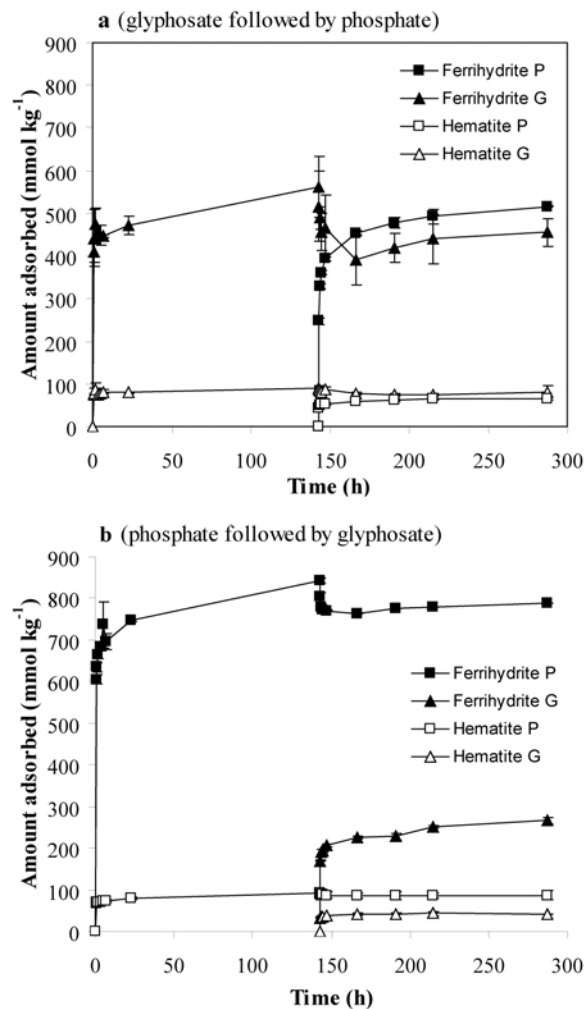 a (glyphosate followed by phosphate)
900
800
700
600
500
400
300
200
100
0
Amount adsorbed (mmol kg⁻¹)
Ferrihydrite P
Ferrihydrite G
Hematite P
Hematite G
0 50 100 150 200 250 300
Time (h)
b (phosphate followed by glyphosate)
900
800
700
600
500
400
300
200
100
0
Amount adsorbed (mmol kg⁻¹)
Ferrihydrite P
Ferrihydrite G
Hematite P
Hematite G
0 50 100 150 200 250 300
Time (h)